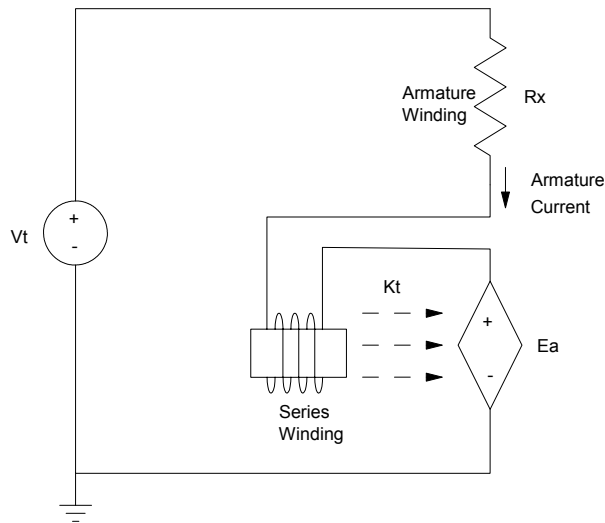 Armature
Winding
Rx
Armature
Current
Vt
+
-
Kt
+
-
Ea
Series
Winding